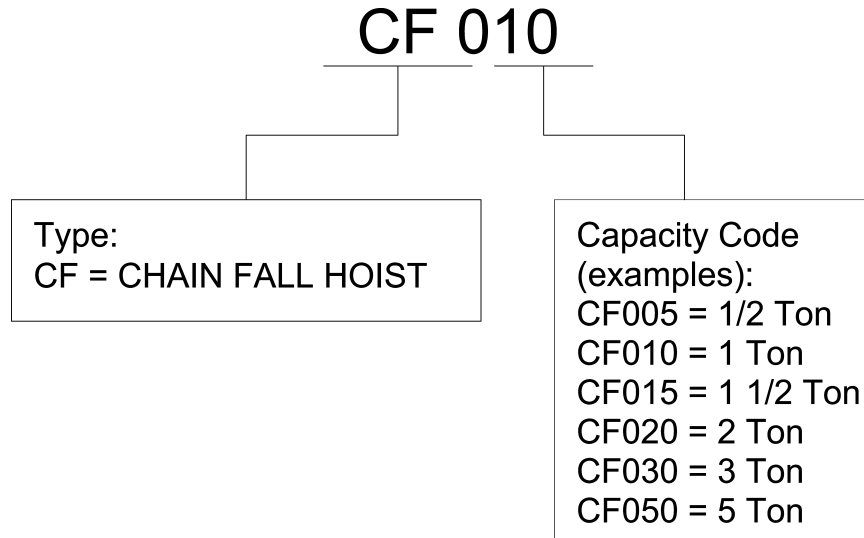 CF 010
Type:
CF = CHAIN FALL HOIST
Capacity Code
(examples):
CF005 = 1/2 Ton
CF010 = 1 Ton
CF015 = 1 1/2 Ton
CF020 = 2 Ton
CF030 = 3 Ton
CF050 = 5 Ton